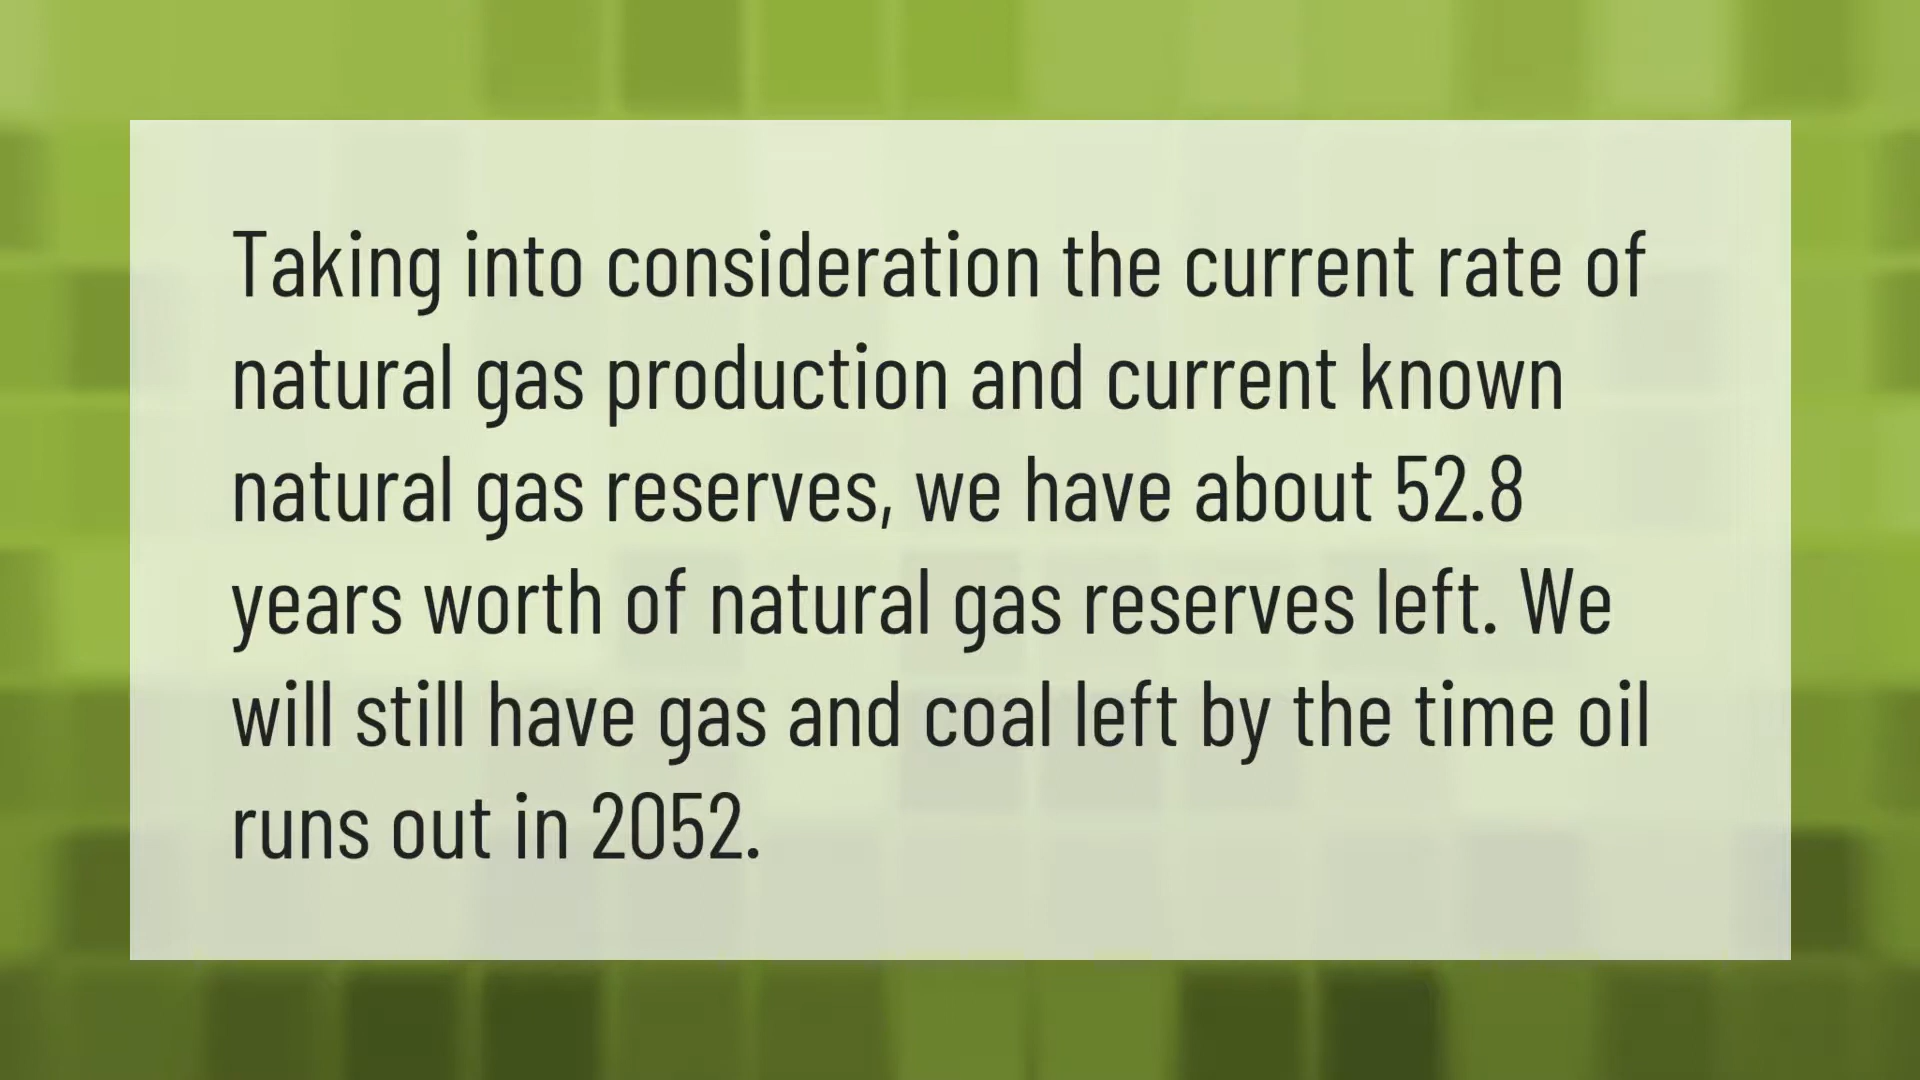 Taking into consideration the current rate of
natural gas production and current known
natural gas reserves, we have about 52.8
years worth of natural gas reserves left. We
will still have gas and coal left by the time oil
runs out in 2052.